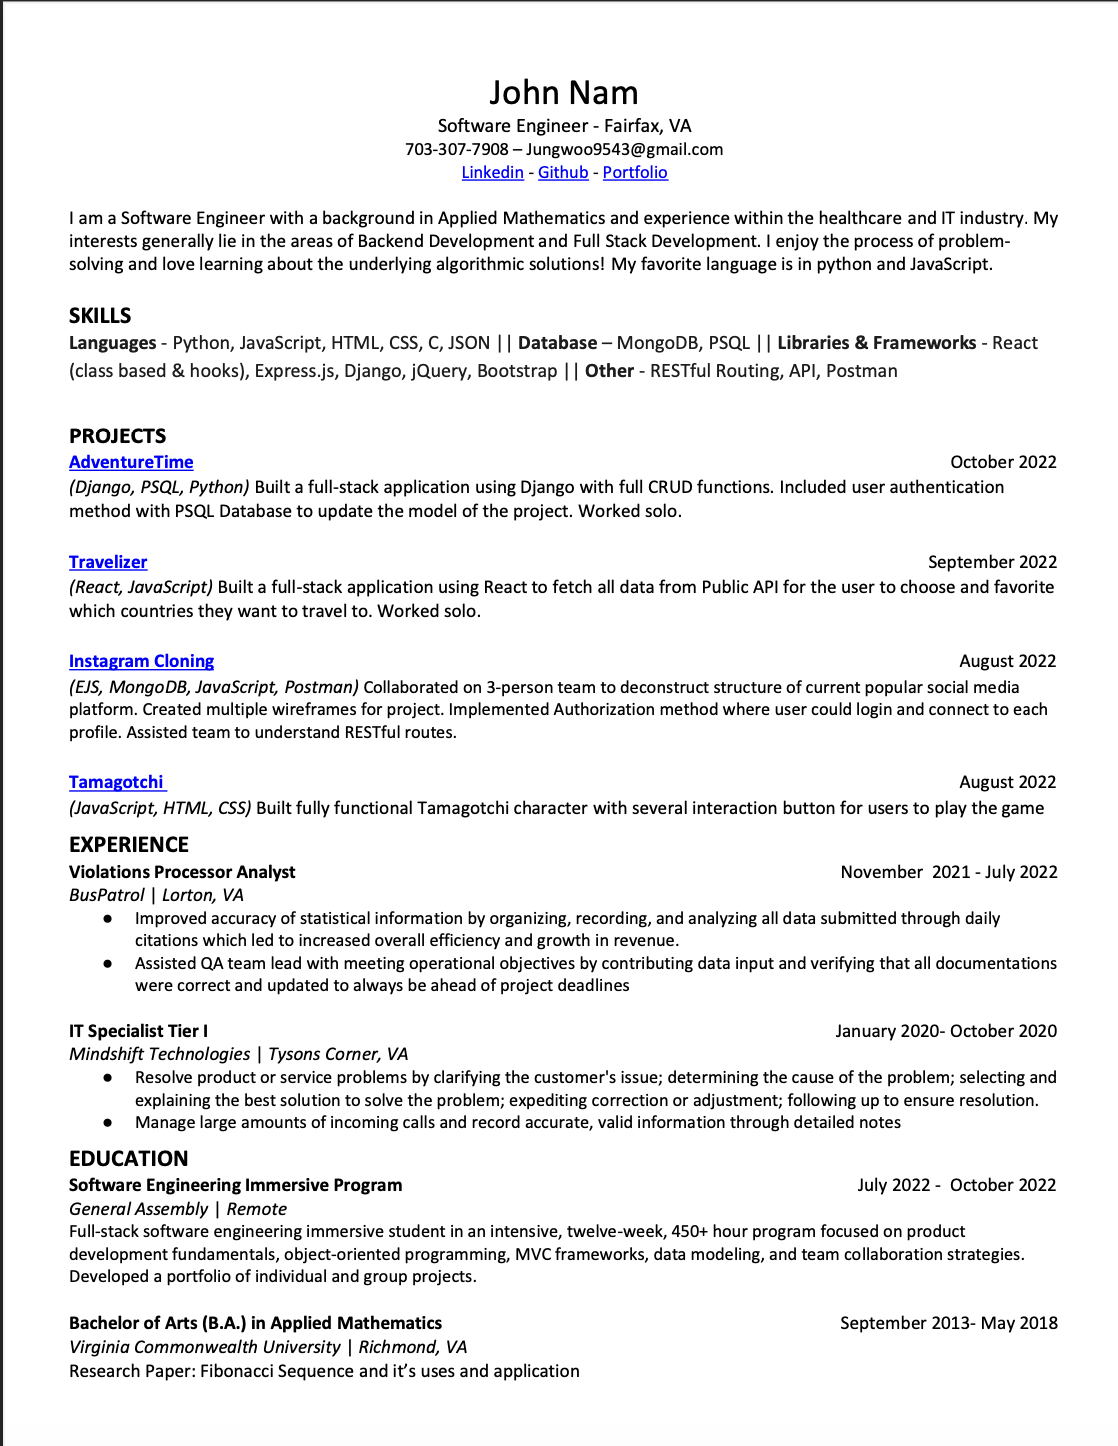 John Nam
Software Engineer - Fairfax, VA
703-307-7908 – Jungwoo9543@gmail.com
Linkedin - Github - Portfolio
I am a Software Engineer with a background in Applied Mathematics and experience within the healthcare and IT industry. My
interests generally lie in the areas of Backend Development and Full Stack Development. I enjoy the process of problem-
solving and love learning about the underlying algorithmic solutions! My favorite language is in python and JavaScript.
SKILLS
Languages - Python, JavaScript, HTML, CSS, C, JSON || Database – MongoDB, PSQL || Libraries & Frameworks - React
(class based & hooks), Express.js, Django, jQuery, Bootstrap || Other - RESTful Routing, API, Postman
PROJECTS
AdventureTime October 2022
(Django, PSQL, Python) Built a full-stack application using Django with full CRUD functions. Included user authentication
method with PSQL Database to update the model of the project. Worked solo.
Travelizer September 2022
(React, JavaScript) Built a full-stack application using React to fetch all data from Public API for the user to choose and favorite
which countries they want to travel to. Worked solo.
Instagram Cloning August 2022
(EJS, MongoDB, JavaScript, Postman) Collaborated on 3-person team to deconstruct structure of current popular social media
platform. Created multiple wireframes for project. Implemented Authorization method where user could login and connect to each
profile. Assisted team to understand RESTful routes.
Tamagotchi August 2022
(JavaScript, HTML, CSS) Built fully functional Tamagotchi character with several interaction button for users to play the game
EXPERIENCE
Violations Processor Analyst November 2021 - July 2022
BusPatrol | Lorton, VA
● Improved accuracy of statistical information by organizing, recording, and analyzing all data submitted through daily
citations which led to increased overall efficiency and growth in revenue.
● Assisted QA team lead with meeting operational objectives by contributing data input and verifying that all documentations
were correct and updated to always be ahead of project deadlines
IT Specialist Tier I January 2020- October 2020
Mindshift Technologies | Tysons Corner, VA
● Resolve product or service problems by clarifying the customer's issue; determining the cause of the problem; selecting and
explaining the best solution to solve the problem; expediting correction or adjustment; following up to ensure resolution.
● Manage large amounts of incoming calls and record accurate, valid information through detailed notes
EDUCATION
Software Engineering Immersive Program July 2022 - October 2022
General Assembly | Remote
Full-stack software engineering immersive student in an intensive, twelve-week, 450+ hour program focused on product
development fundamentals, object-oriented programming, MVC frameworks, data modeling, and team collaboration strategies.
Developed a portfolio of individual and group projects.
Bachelor of Arts (B.A.) in Applied Mathematics September 2013- May 2018
Virginia Commonwealth University | Richmond, VA
Research Paper: Fibonacci Sequence and it’s uses and application